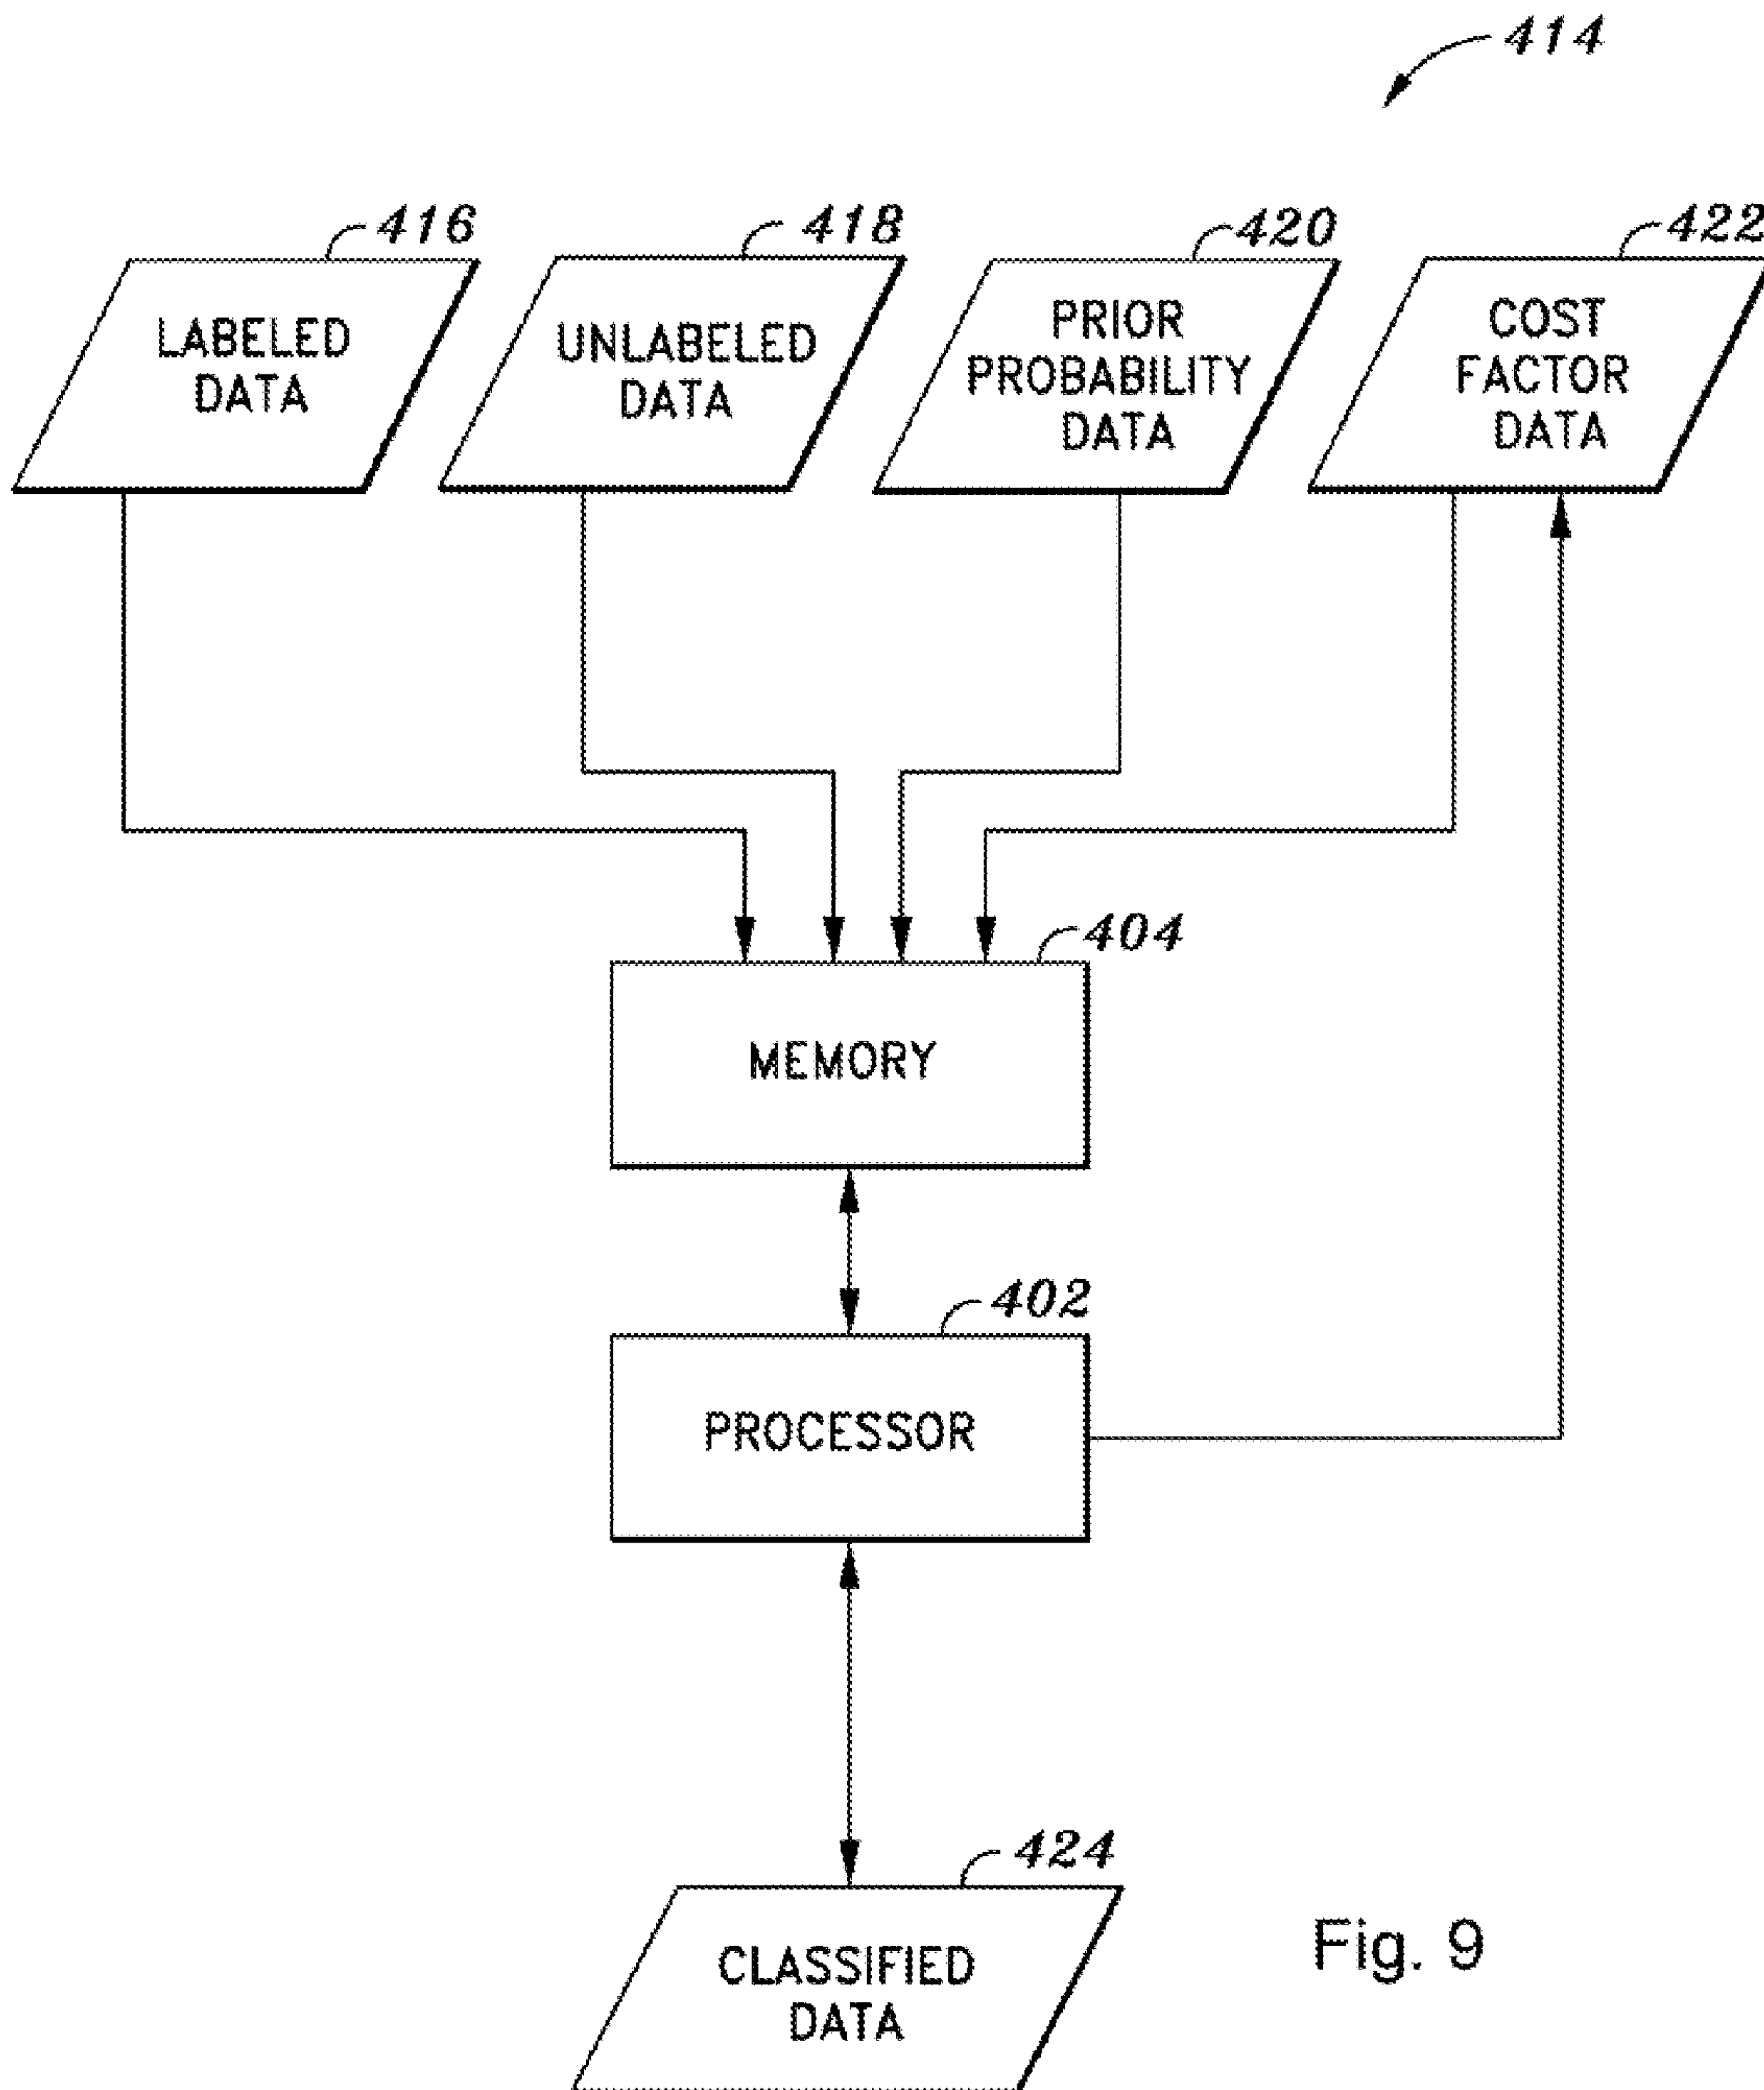 414
416
418
420
422
LABELED
DATA
UNLABELED
DATA
PRIOR
PROBABILITY
DATA
COST
FACTOR
DATA
404
MEMORY
402
PROCESSOR
424
CLASSIFIED
DATA
Fig. 9